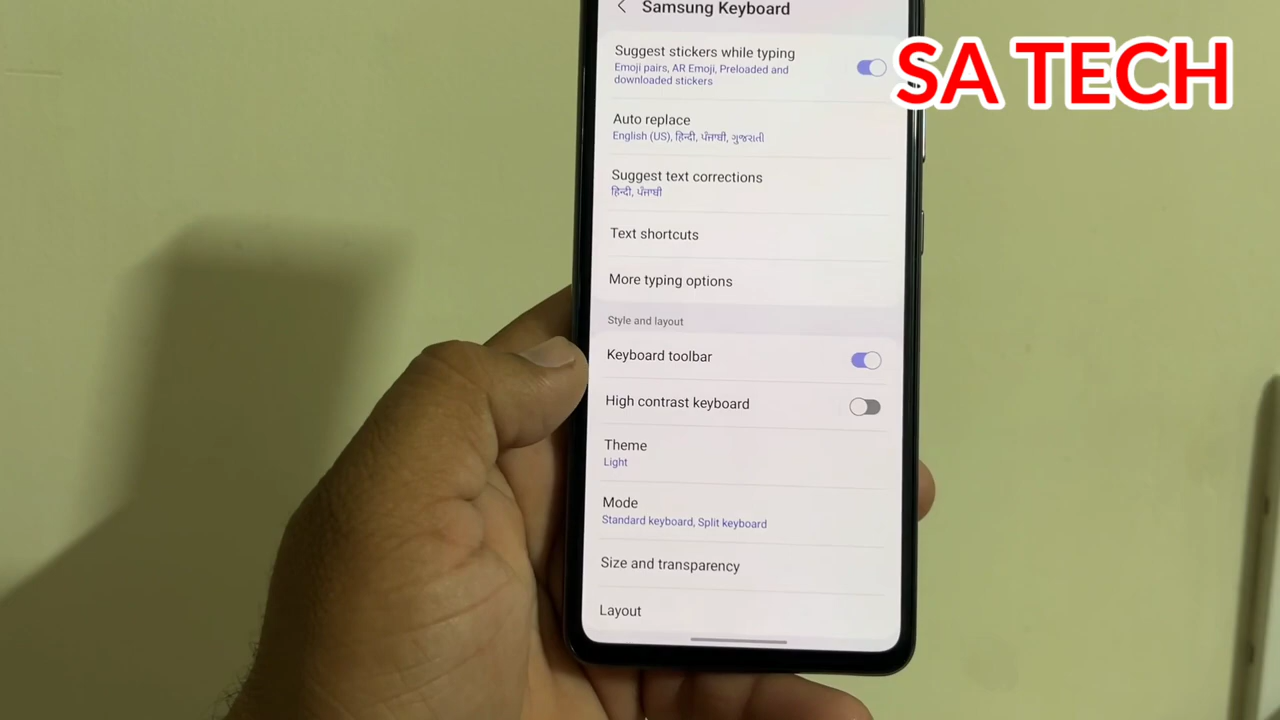 Samsung Keyboard
SA TECH
Suggest stickers while typing
Emoji pairs, AR Emoji, Preloaded and
downloaded stickers
Auto replace
English (US), हिन्दी, ਪੰਜਾਬੀ, ગુજરાતી
Suggest text corrections
हिन्दी, ਪੰਜਾਬੀ
Text shortcuts
More typing options
Style and layout
Keyboard toolbar
High contrast keyboard
Theme
Light
Mode
Standard keyboard, Split keyboard
Size and transparency
Layout